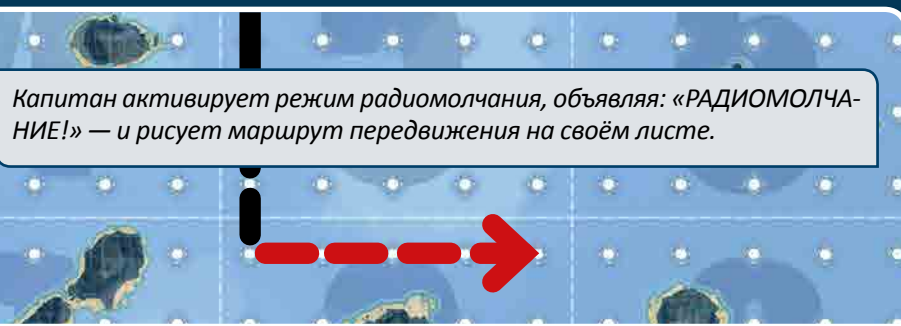 Капитан активирует режим радиомолчания, объявляя: «РАДИОМОЛЧА-
НИЕ!» — и рисует маршрут передвижения на своём листе.